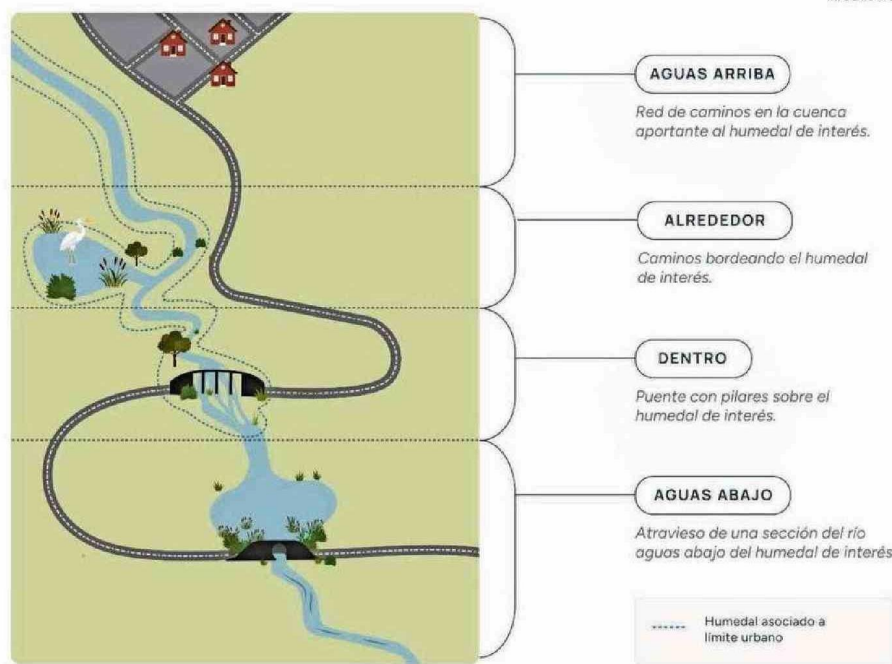 AGUAS ARRIBA
Red de caminos en la cuenca
aportante al humedal de interés.
ALREDEDOR
Caminos bordeando el humedal
de interés.
DENTRO
Puente con pilares sobre el
humedal de interés.
AGUAS ABAJO
Atravieso de una sección del río
aguas abajo del humedal de interés
Humedal asociado a
límite urbano